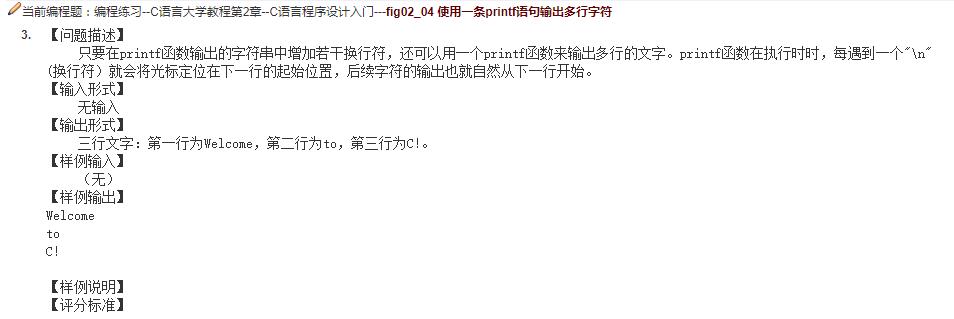 当前编程题：编程练习--C语言大学教程第2章--C语言程序设计入门---fig02_04 使用一条printf语句输出多行字符
3. 【问题描述】
只要在printf函数输出的字符串中增加若干换行符，还可以用一个printf函数来输出多行的文字。printf函数在执行时时，每遇到一个"\n"
(换行符）就会将光标定位在下一行的起始位置，后续字符的输出也就自然从下一行开始。
【输入形式】
无输入
【输出形式】
三行文字：第一行为Welcome，第二行为to，第三行为C!。
【样例输入】
（无）
【样例输出】
Welcome
to
C!
【样例说明】
【评分标准】